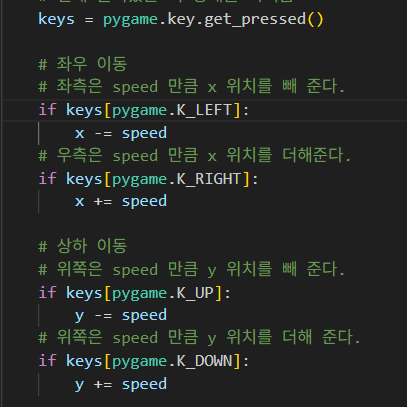 keys = pygame.key.get_pressed()
# 좌우 이동
# 좌측은 speed 만큼 x 위치를 빼 준다.
if keys[pygame.K_LEFT]:
x -= speed
# 우측은 speed 만큼 x 위치를 더해준다.
if keys[pygame.K_RIGHT]:
x += speed
# 상하 이동
# 위쪽은 speed 만큼 y 위치를 빼 준다.
if keys[pygame.K_UP]:
y -= speed
# 위쪽은 speed 만큼 y 위치를 더해 준다.
if keys[pygame.K_DOWN]:
y += speed